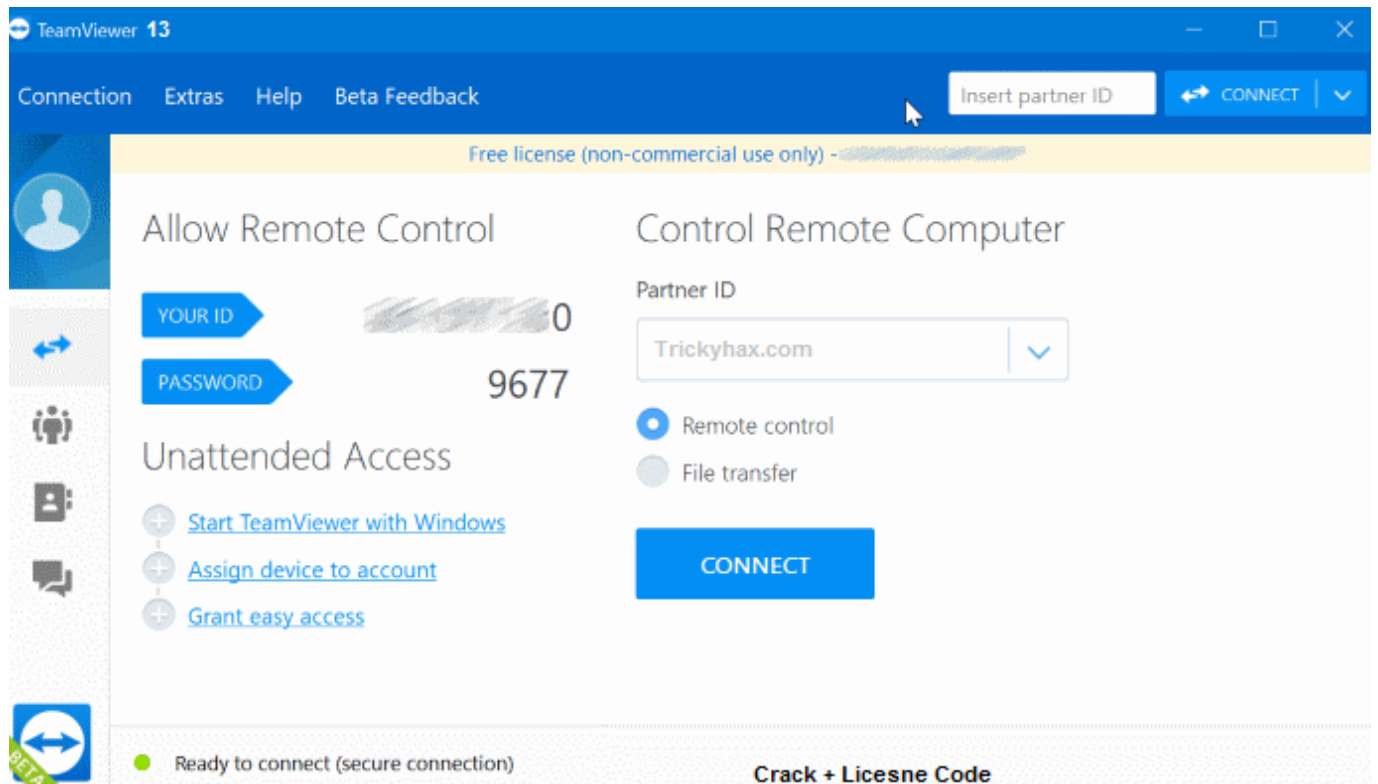 TeamViewer 13
Connection Extras Help Beta Feedback
Insert partner ID
CONNECT
Free license (non-commercial use only) -
Allow Remote Control
YOUR ID
0
PASSWORD
9677
Unattended Access
Start TeamViewer with Windows
Assign device to account
Grant easy access
Control Remote Computer
Partner ID
Trickyhax.com
Remote control
File transfer
CONNECT
BETA
Ready to connect (secure connection)
Crack + Licesne Code